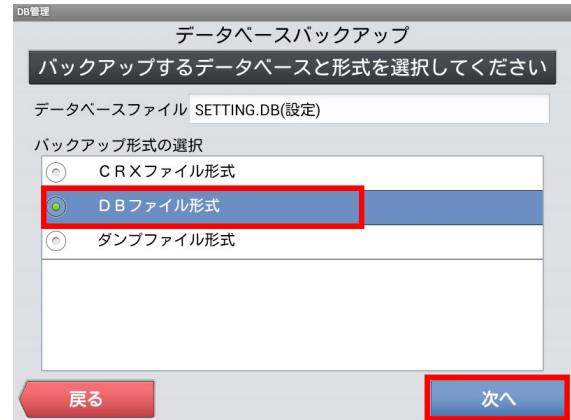 DB管理
データベースバックアップ
バックアップするデータベースと形式を選択してください
データベースファイル SETTING.DB(設定)
バックアップ形式の選択
ＣＲＸファイル形式
ＤＢファイル形式
ダンプファイル形式
戻る 次へ